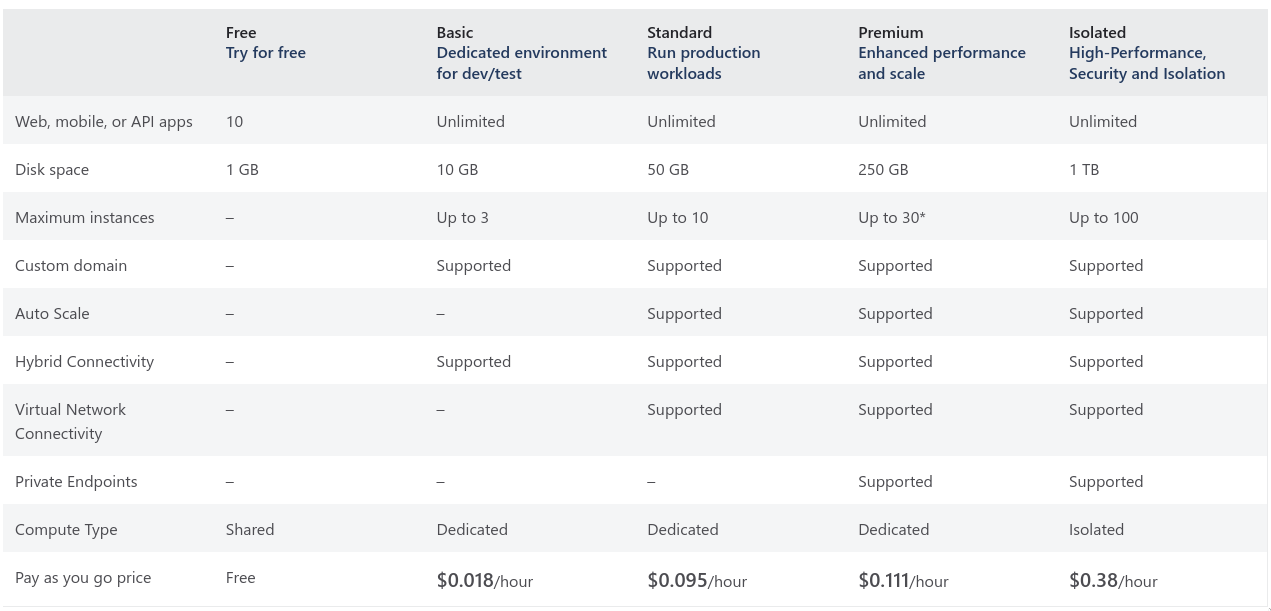 Free Basic Standard Premium Isolated
Try for free Dedicated environment Run production Enhanced performance High-Performance,
for dev/test workloads and scale Security and Isolation
Web, mobile, or API apps 10 Unlimited Unlimited Unlimited Unlimited
Disk space 1 GB 10 GB 50 GB 250 GB 1 TB
Maximum instances – Up to 3 Up to 10 Up to 30* Up to 100
Custom domain – Supported Supported Supported Supported
Auto Scale – – Supported Supported Supported
Hybrid Connectivity – Supported Supported Supported Supported
Virtual Network – – Supported Supported Supported
Connectivity
Private Endpoints – – – Supported Supported
Compute Type Shared Dedicated Dedicated Dedicated Isolated
Pay as you go price Free $0.018/hour $0.095/hour $0.111/hour $0.38/hour